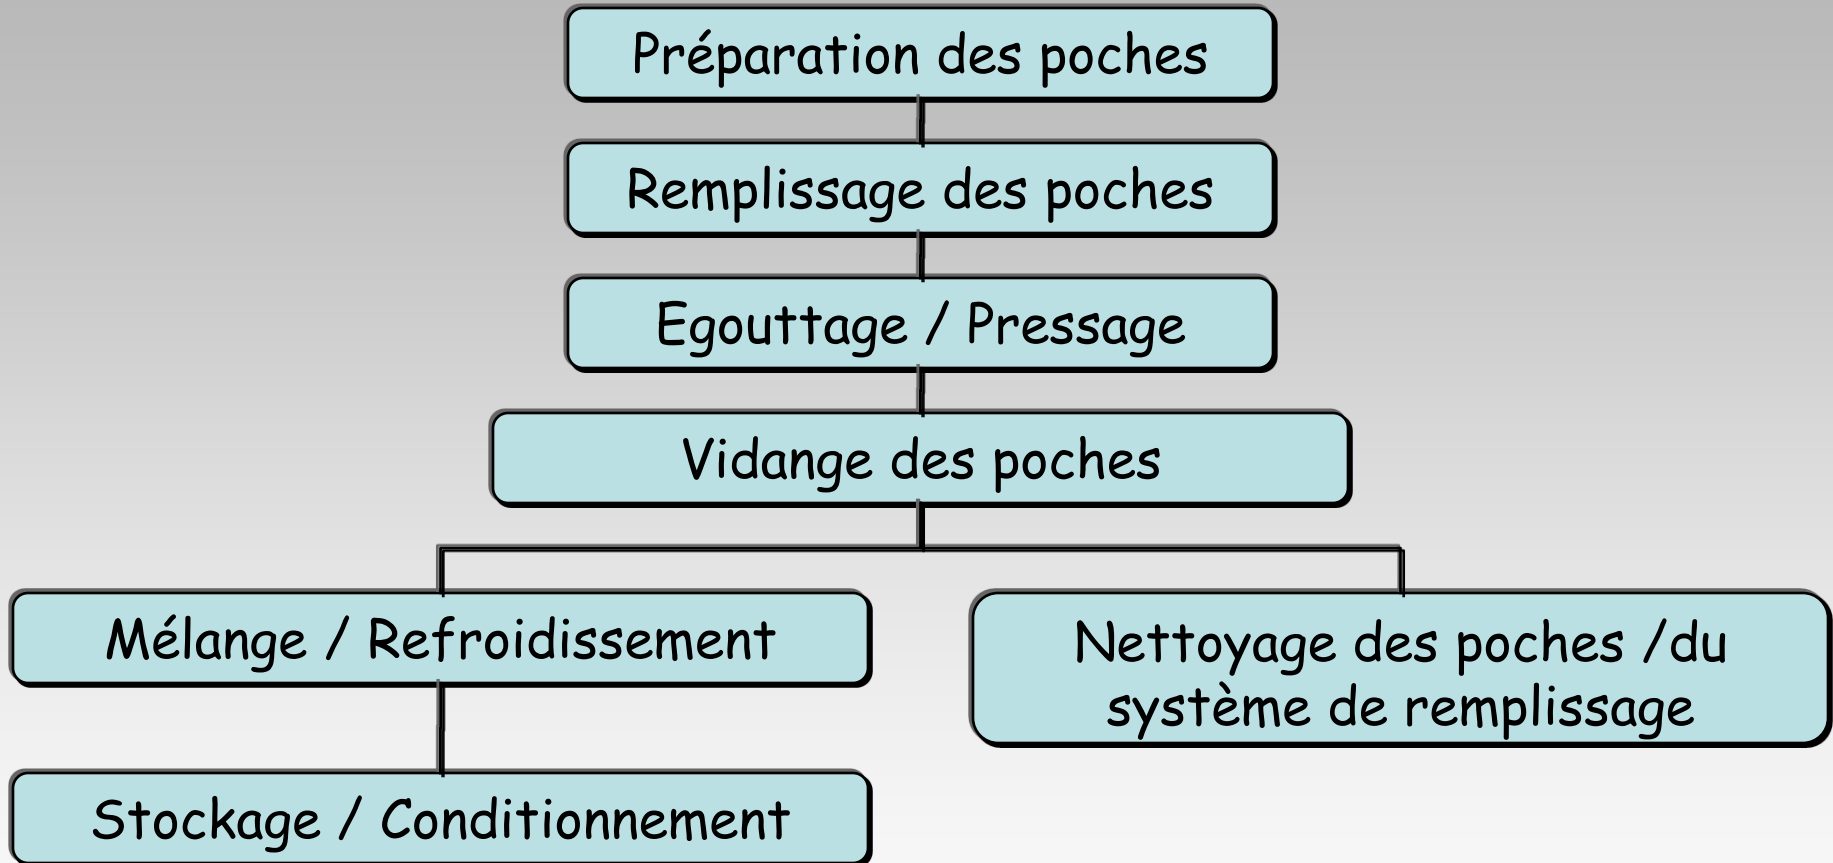 Préparation des poches
Remplissage des poches
Egouttage / Pressage
Vidange des poches
Mélange / Refroidissement
Nettoyage des poches /du
système de remplissage
Stockage / Conditionnement